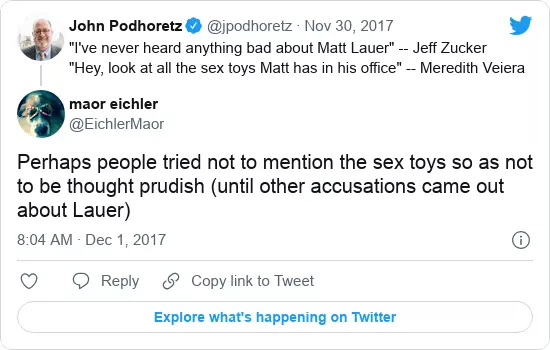 John Podhoretz @jpodhoretz · Nov 30, 2017
"I've never heard anything bad about Matt Lauer" -- Jeff Zucker
"Hey, look at all the sex toys Matt has in his office" -- Meredith Veiera
maor eichler
@EichlerMaor
Perhaps people tried not to mention the sex toys so as not
to be thought prudish (until other accusations came out
about Lauer)
8:04 AM · Dec 1, 2017
Reply
Copy link to Tweet
Explore what's happening on Twitter